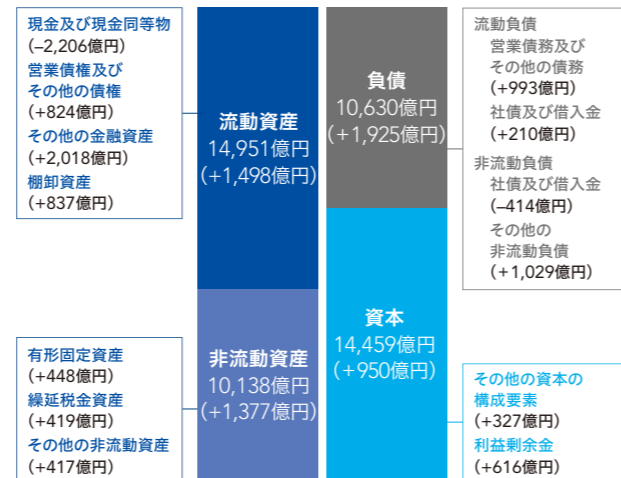 現金及び現金同等物
(–2,206億円)
営業債権及び
その他の債権
(+824億円)
その他の金融資産
(+2,018億円)
棚卸資産
(+837億円)
流動資産
14,951億円
(+1,498億円)
有形固定資産
(+448億円)
繰延税金資産
(+419億円)
その他の非流動資産
(+417億円)
非流動資産
10,138億円
(+1,377億円)
負債
10,630億円
(+1,925億円)
流動負債
営業債務及び
その他の債務
(+993億円)
社債及び借入金
(+210億円)
非流動負債
社債及び借入金
(–414億円)
その他の
非流動負債
(+1,029億円)
資本
14,459億円
(+950億円)
その他の資本の
構成要素
(+327億円)
利益剰余金
(+616億円)